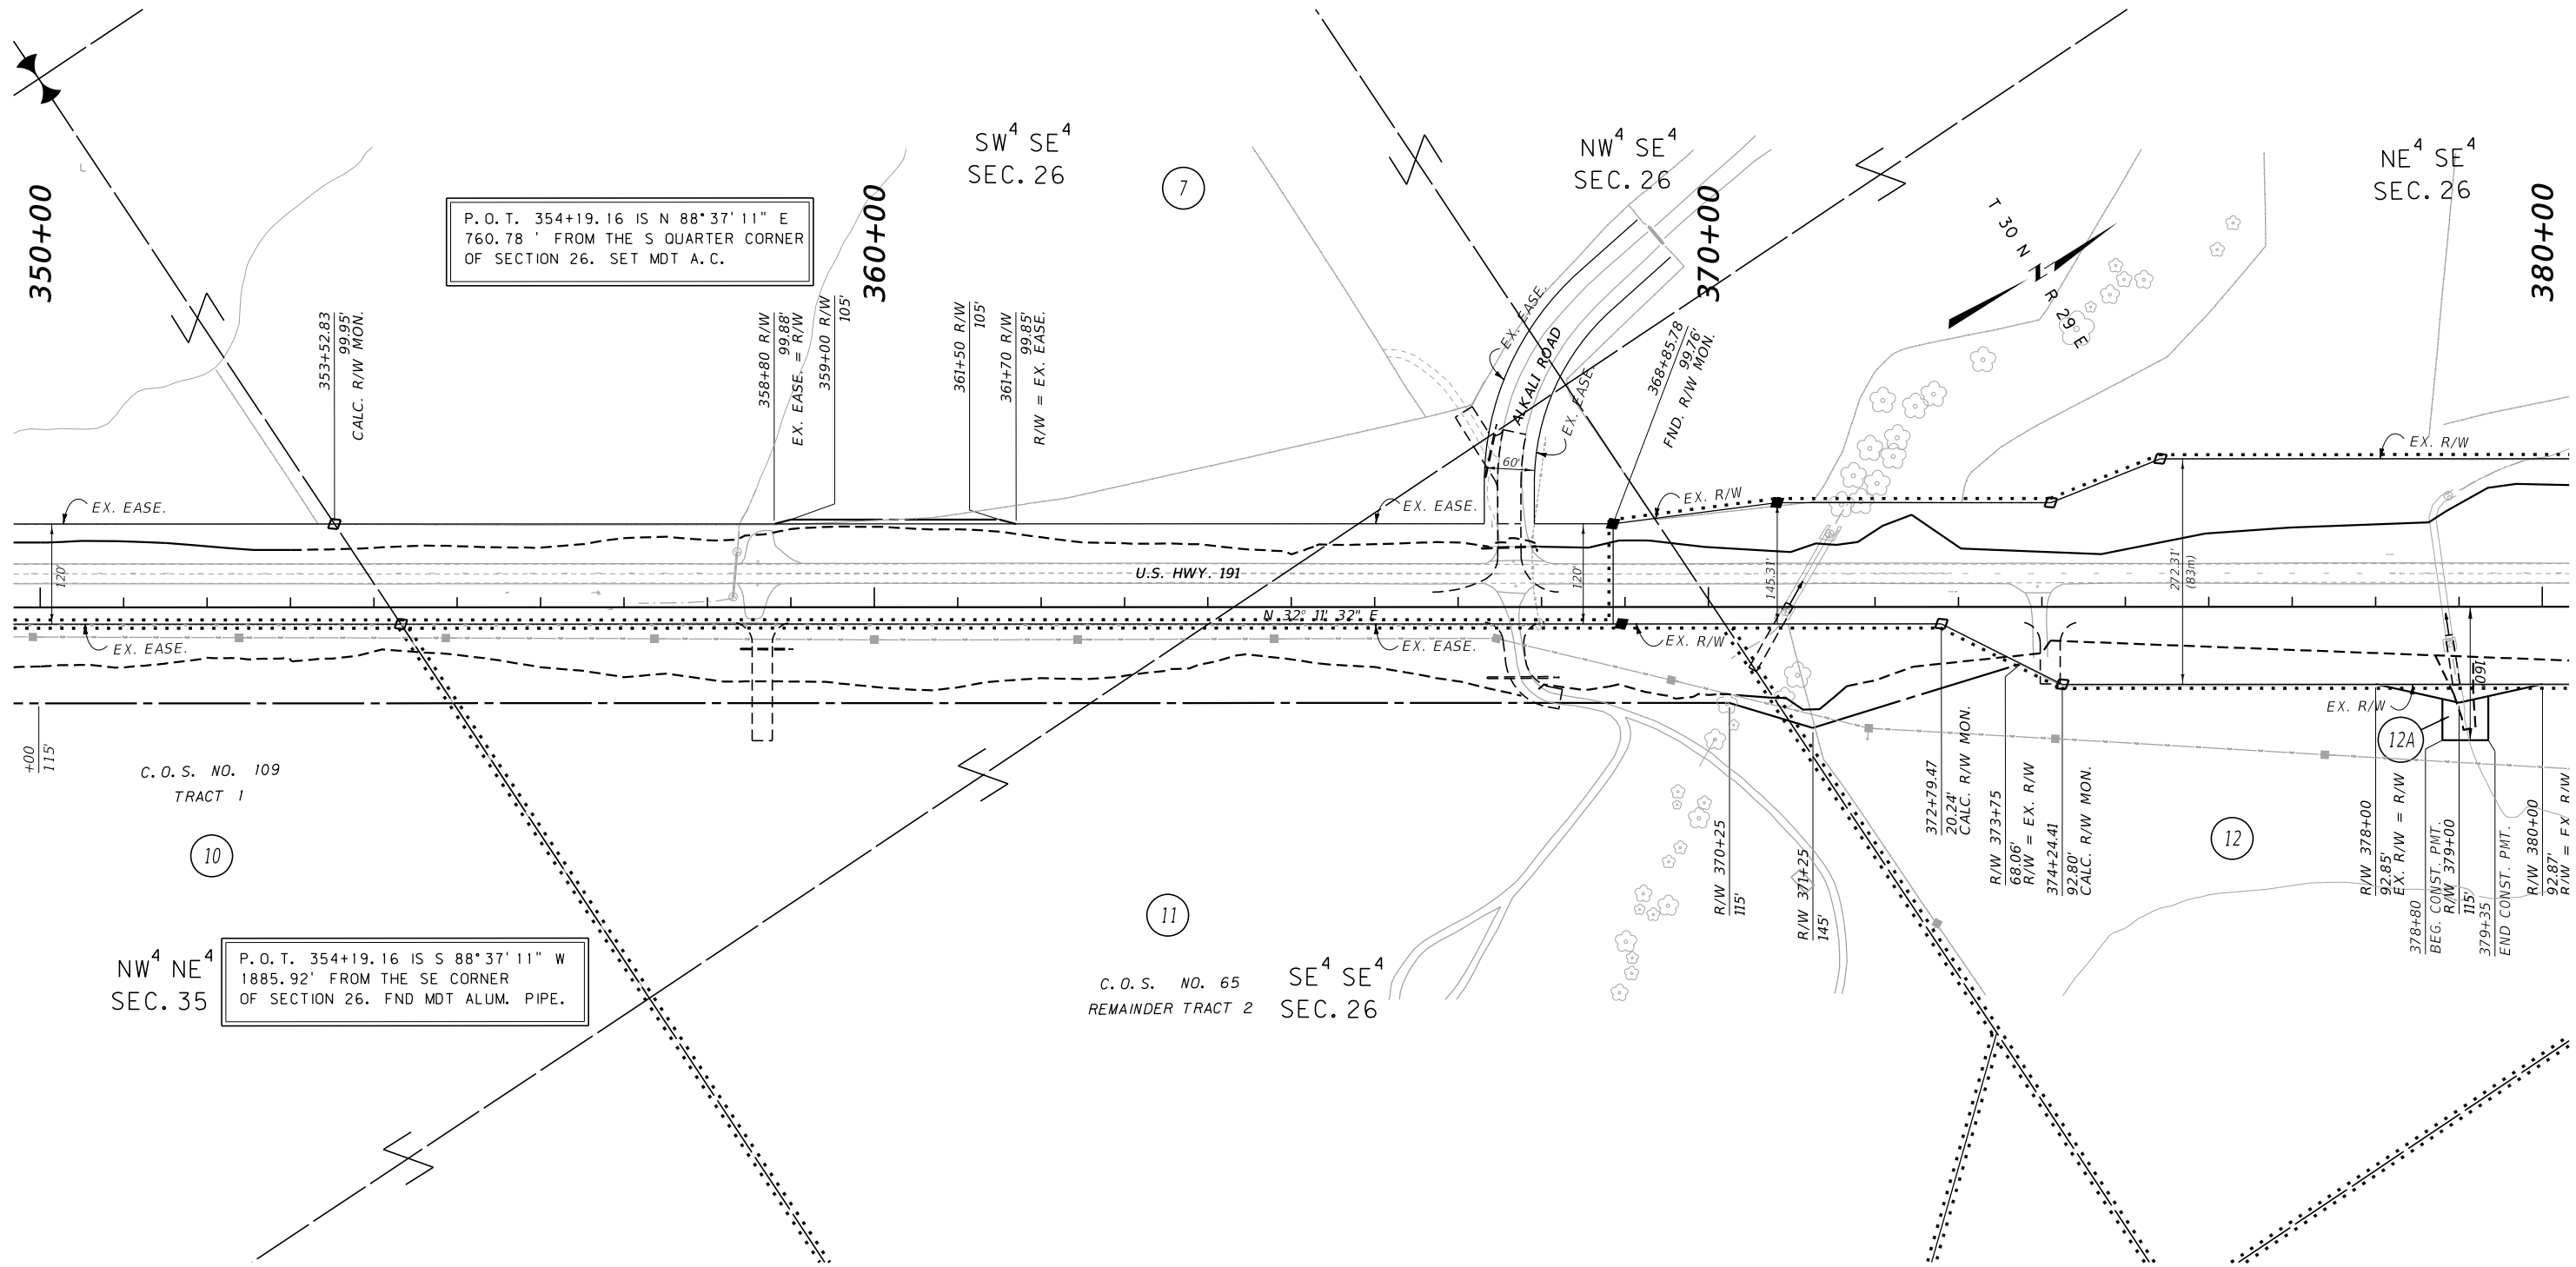 350+00
P.O.T. 354+19.16 IS N 88°37'11" E
760.78 ' FROM THE S QUARTER CORNER
OF SECTION 26. SET MDT A.C.
360+00
SW⁴ SE⁴
SEC. 26
7
NW⁴ SE⁴
SEC. 26
370+00
T 30 N
R 29 E
NE⁴ SE⁴
SEC. 26
380+00
353+52.83
99.95'
CALC. R/W MON.
358+80 R/W
99.88'
EX. EASE. = R/W
359+00 R/W
105'
361+50 R/W
105'
361+70 R/W
99.85'
R/W = EX. EASE.
EX. EASE.
ALKALI ROAD
EX. EASE.
368+85.78
99.76'
FND. R/W MON.
60'
EX. EASE.
EX. EASE.
EX. R/W
EX. R/W
120'
U.S. HWY. 191
120'
145.31'
272.31'
(83m)
N 32° 11' 32" E
EX. EASE.
EX. EASE.
EX. R/W
160'
EX. R/W
12A
+00
115'
C.O.S. NO. 109
TRACT 1
10
11
12
R/W 370+25
115'
R/W 371+25
145'
372+79.47
20.24'
CALC. R/W MON.
R/W 373+75
68.06'
R/W = EX. R/W
374+24.41
92.80'
CALC. R/W MON.
R/W 378+00
92.85'
EX. R/W = R/W
378+80
BEG. CONST. PMT.
R/W 379+00
115'
379+35
END CONST. PMT.
R/W 380+00
92.87'
R/W = EX. R/W
NW⁴ NE⁴
SEC. 35
P.O.T. 354+19.16 IS S 88°37'11" W
1885.92' FROM THE SE CORNER
OF SECTION 26. FND MDT ALUM. PIPE.
C.O.S. NO. 65
REMAINDER TRACT 2
SE⁴ SE⁴
SEC. 26